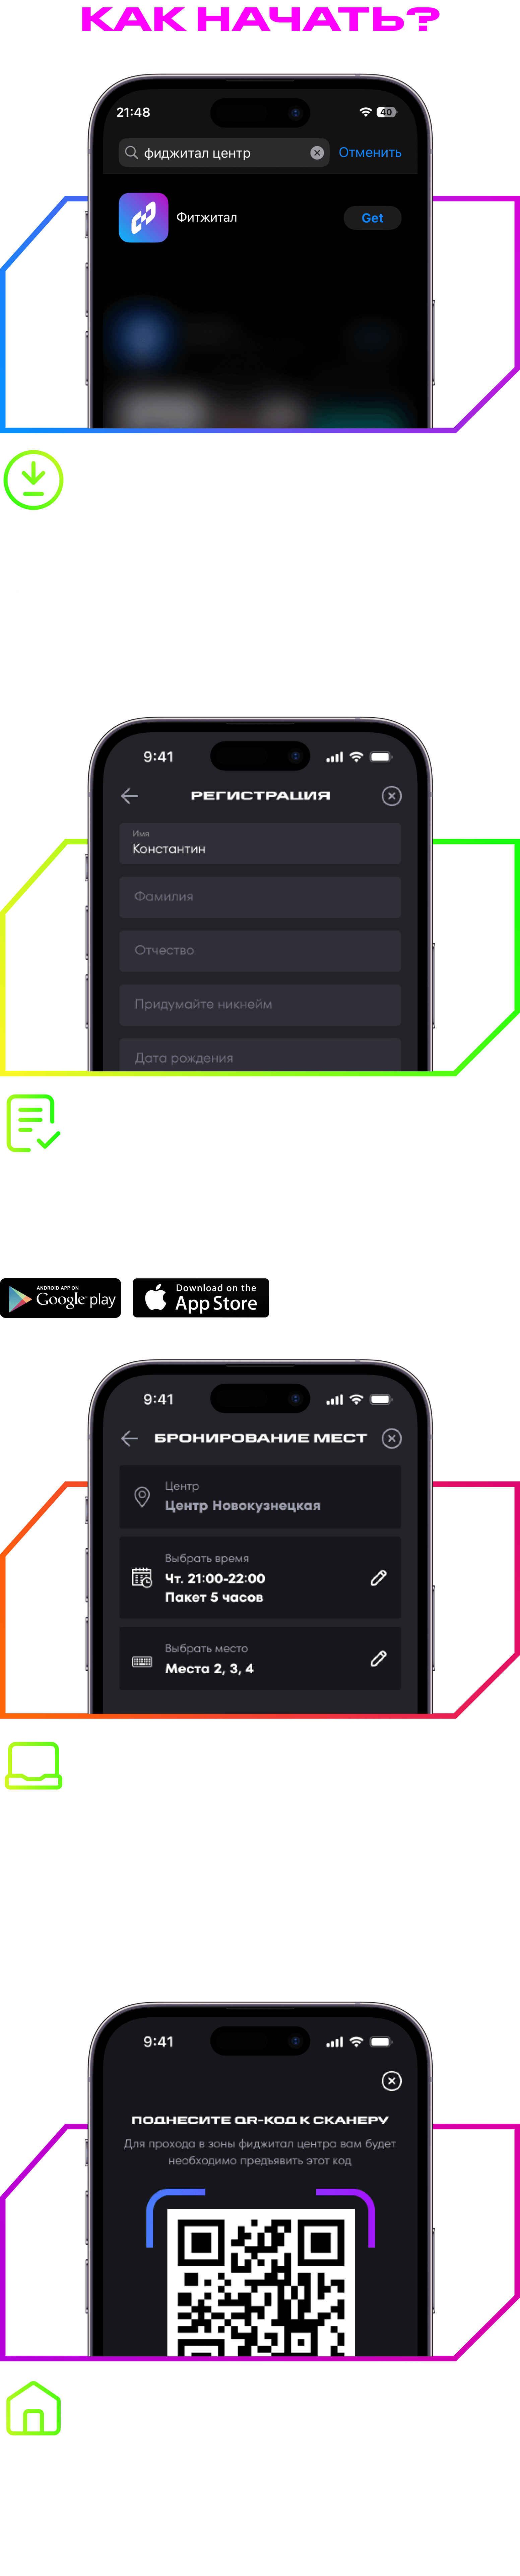 КАК НАЧАТЬ?
21:48
40
фиджитал центр
Отменить
Фитжитал
Get
9:41
РЕГИСТРАЦИЯ
Имя
Константин
Фамилия
Отчество
Придумайте никнейм
Дата рождения
ANDROID APP ON
Google play
Download on the
App Store
9:41
БРОНИРОВАНИЕ МЕСТ
Центр
Центр Новокузнецкая
Выбрать время
Чт. 21:00-22:00
Пакет 5 часов
Выбрать место
Места 2, 3, 4
9:41
ПОДНЕСИТЕ QR-КОД К СКАНЕРУ
Для прохода в зоны фиджитал центра вам будет
необходимо предъявить этот код